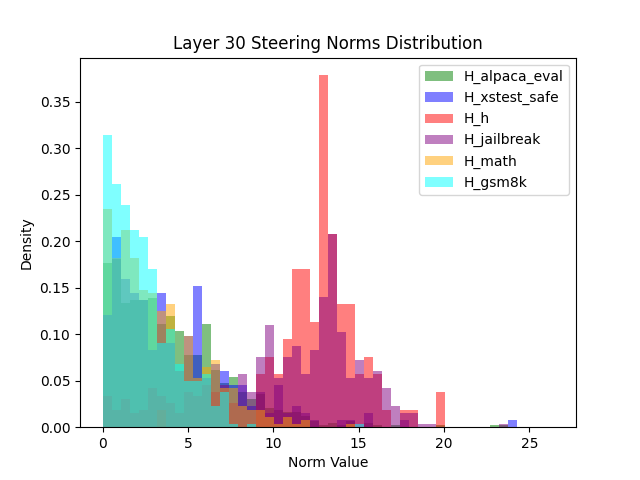 Layer 30 Steering Norms Distribution
H_alpaca_eval
H_xstest_safe
H_h
H_jailbreak
H_math
H_gsm8k
Density
0.35
0.30
0.25
0.20
0.15
0.10
0.05
0.00
0
5
10
15
20
25
Norm Value